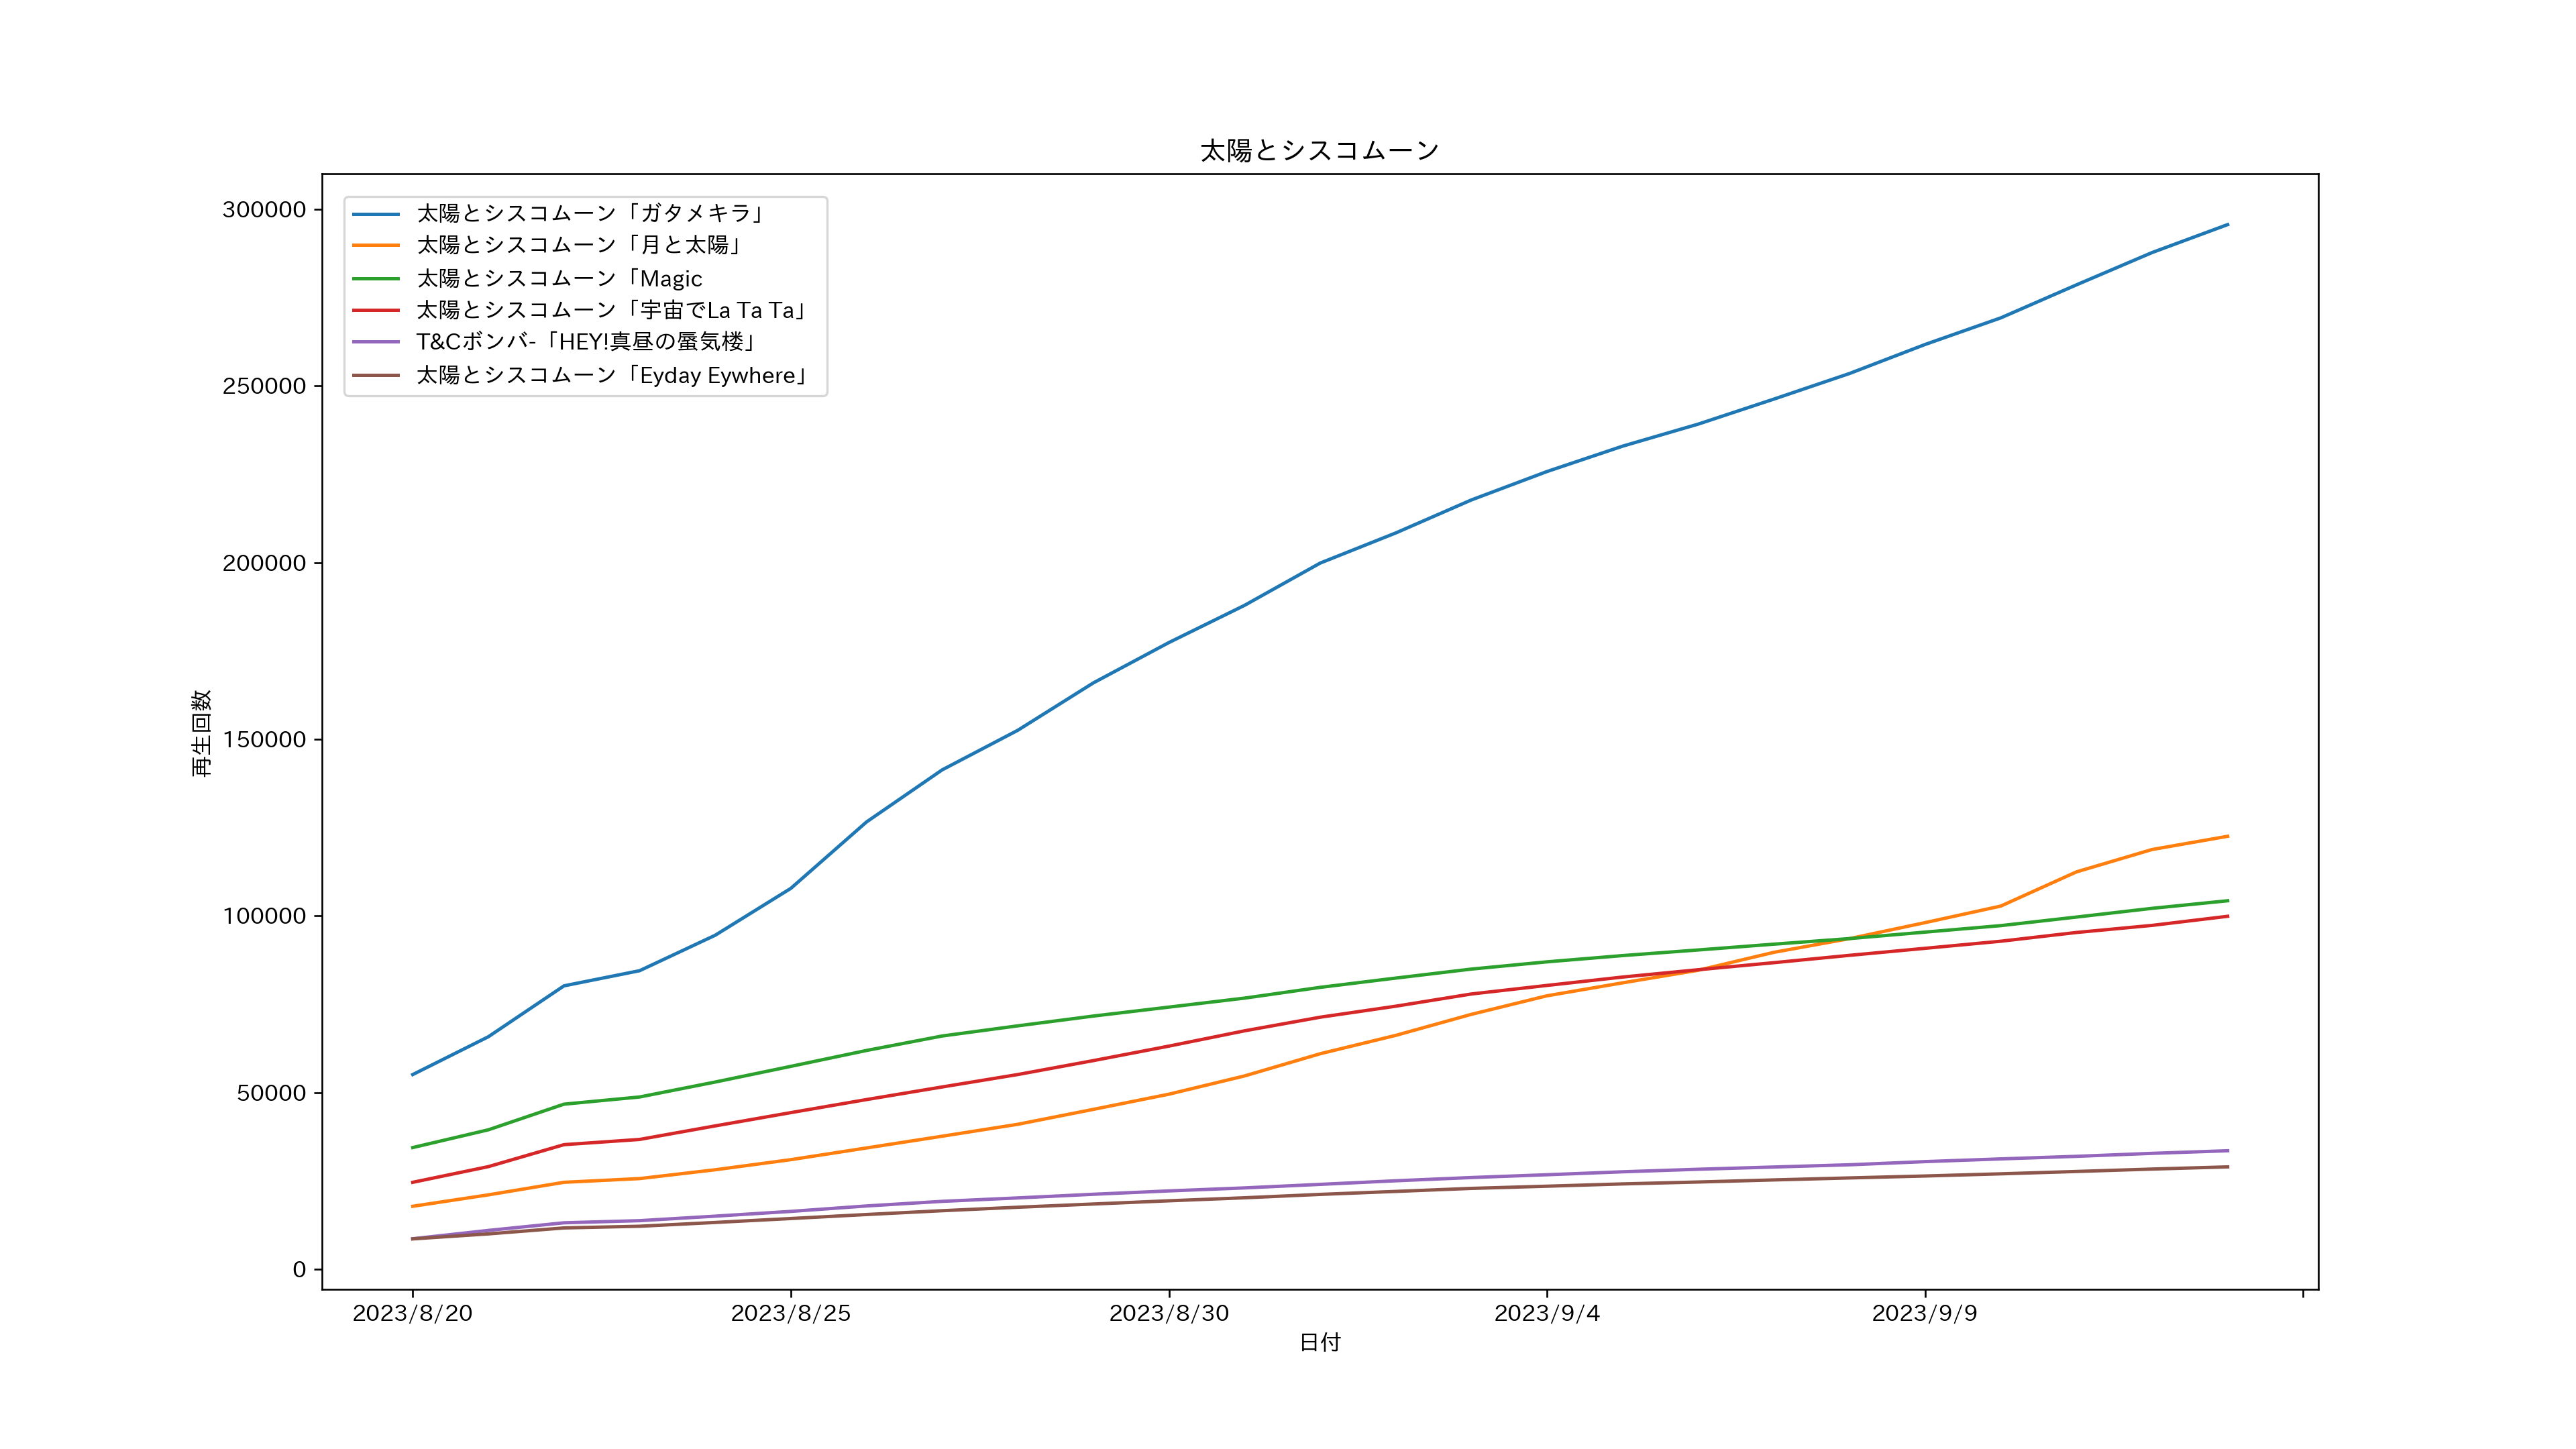 太陽とシスコムーン
300000
250000
200000
150000
100000
50000
0
再生回数
太陽とシスコムーン「ガタメキラ」
太陽とシスコムーン「月と太陽」
太陽とシスコムーン「Magic
太陽とシスコムーン「宇宙でLa Ta Ta」
T&Cボンバ-「HEY!真昼の蜃気楼」
太陽とシスコムーン「Eyday Eywhere」
2023/8/20 2023/8/25 2023/8/30 2023/9/4 2023/9/9
日付